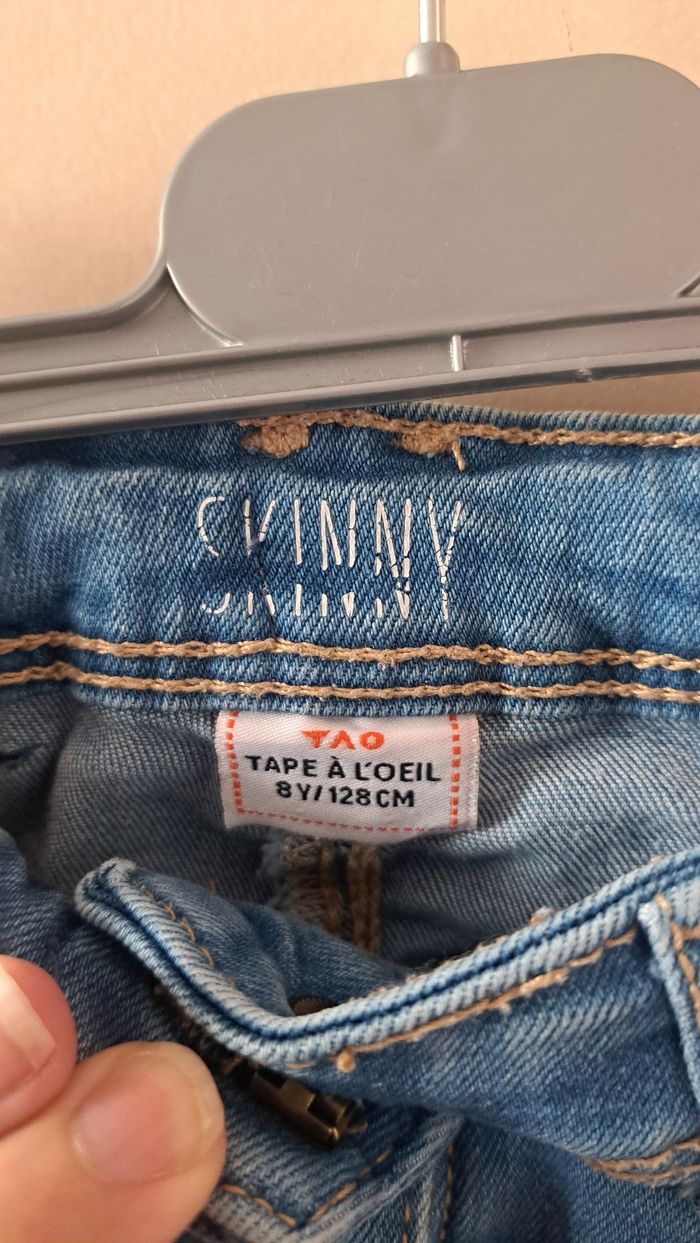 SKINNY
TAO
TAPE À L'OEIL
8Y/128CM